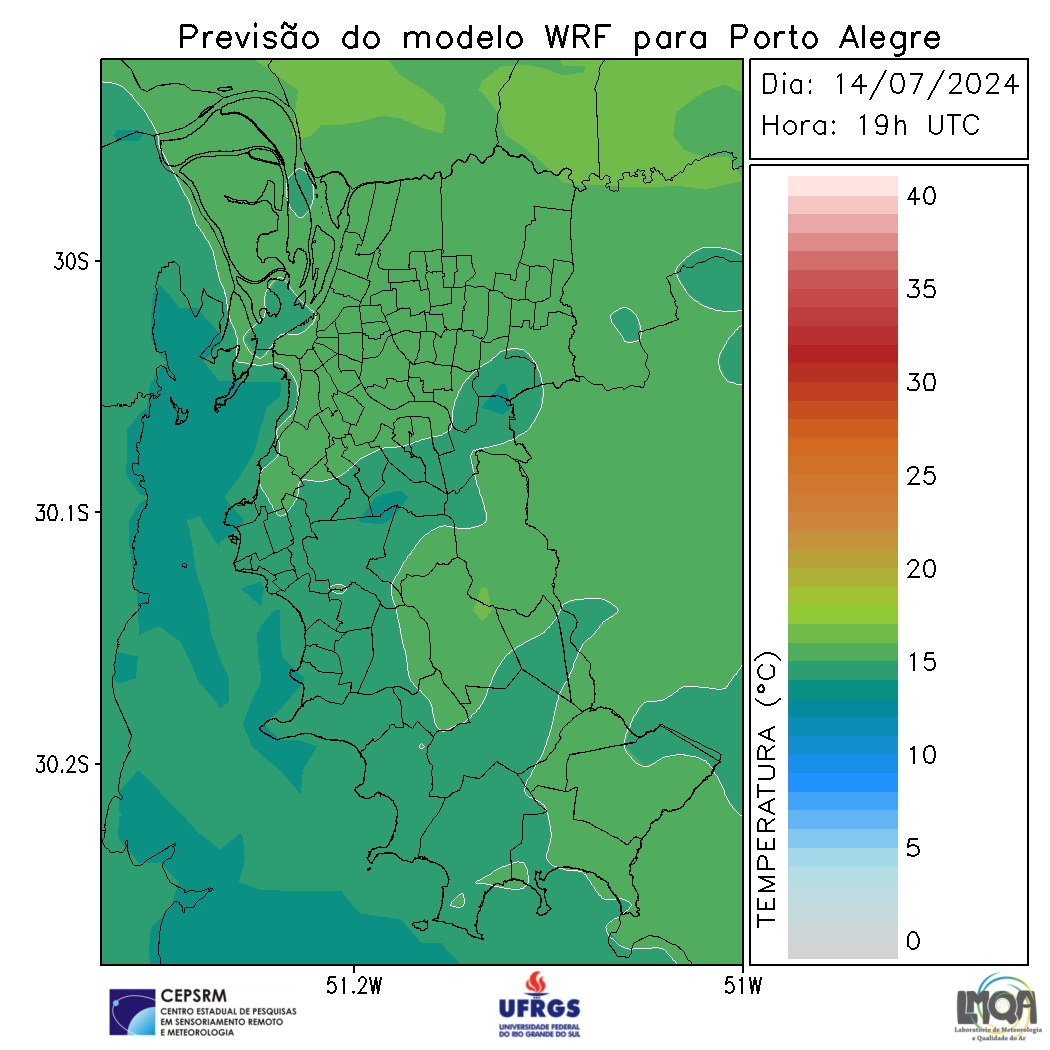 Previsão do modelo WRF para Porto Alegre
Dia: 14/07/2024
Hora: 19h UTC
30S
30.1S
30.2S
51.2W
51W
TEMPERATURA (°C)
40
35
30
25
20
15
10
5
0
CEPSRM
CENTRO ESTADUAL DE PESQUISAS
EM SENSORIAMENTO REMOTO
E METEOROLOGIA
UFRGS
UNIVERSIDADE FEDERAL
DO RIO GRANDE DO SUL
LMQA
Laboratório de Meteorologia
e Qualidade do Ar